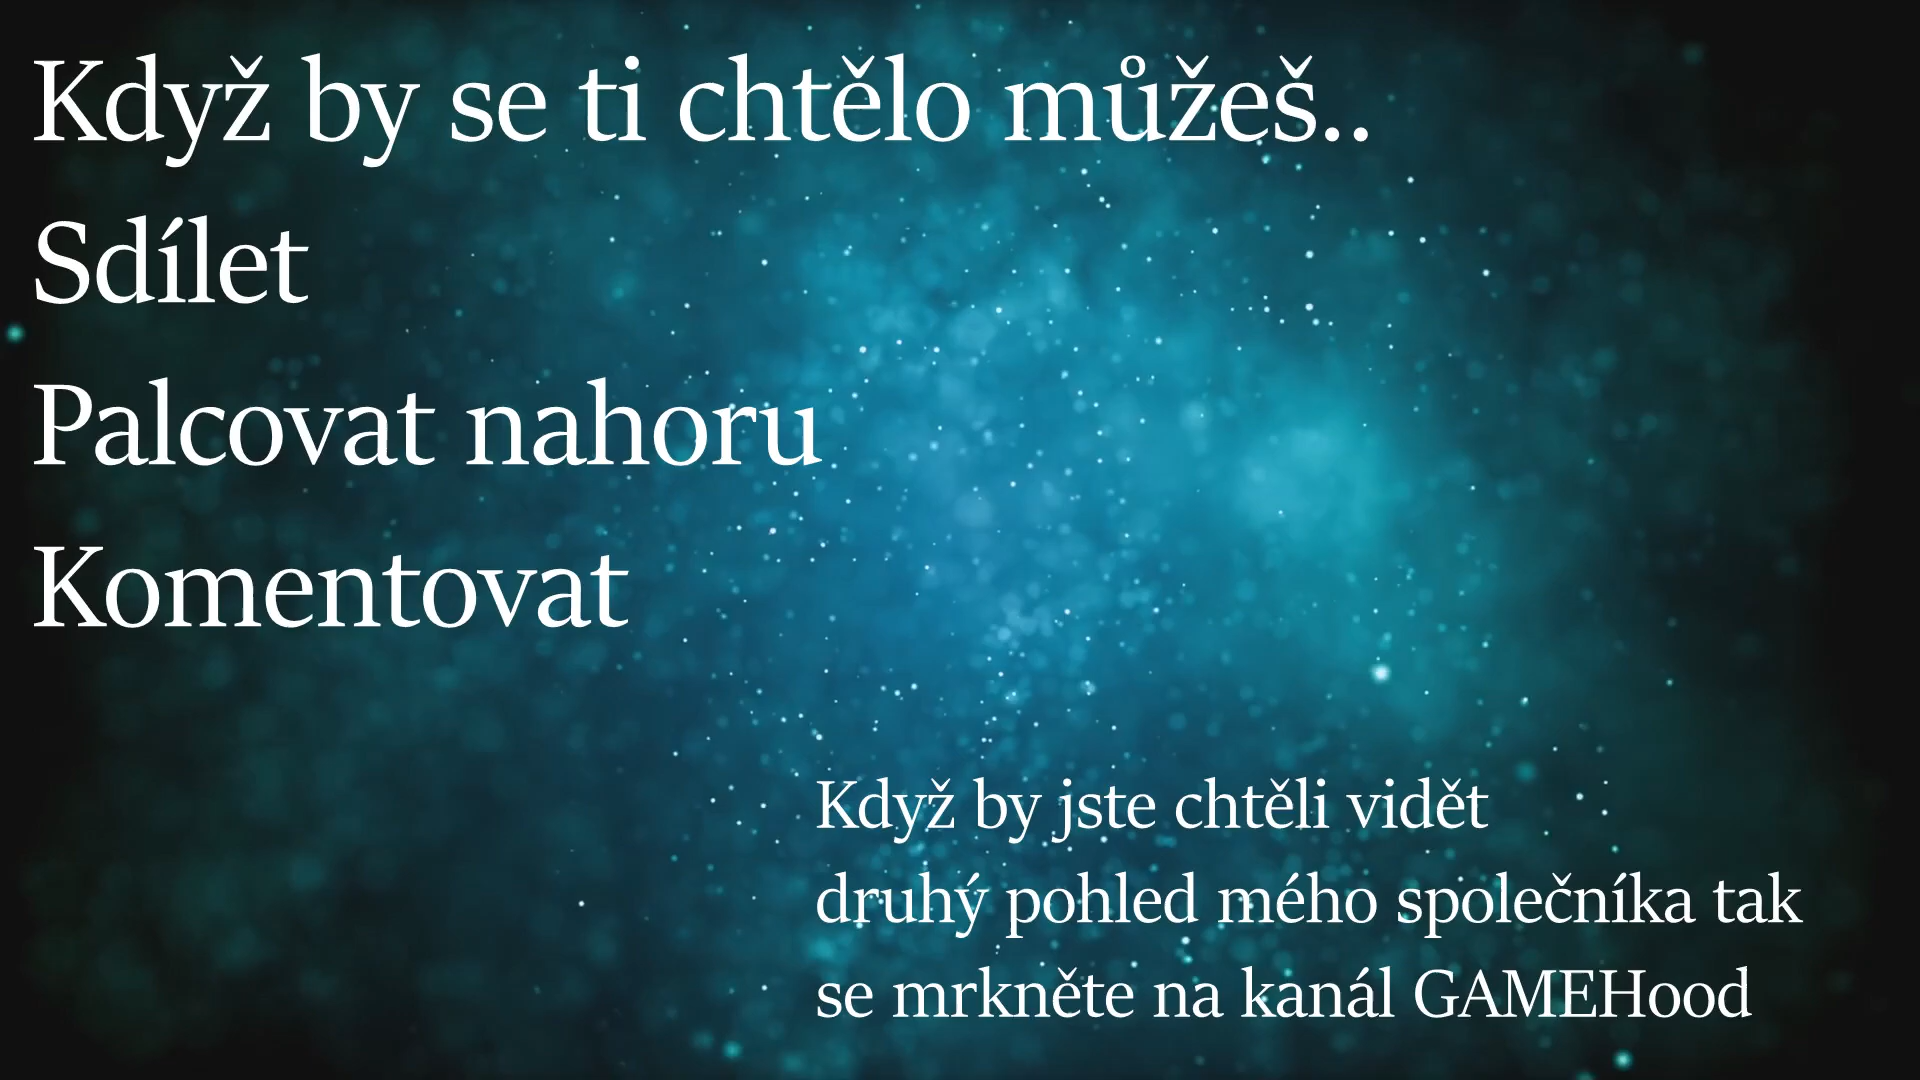 Když by se ti chtělo můžeš..
Sdílet
Palcovat nahoru
Komentovat
Když by jste chtěli vidět
druhý pohled mého společníka tak
se mrkněte na kanál GAMEHood